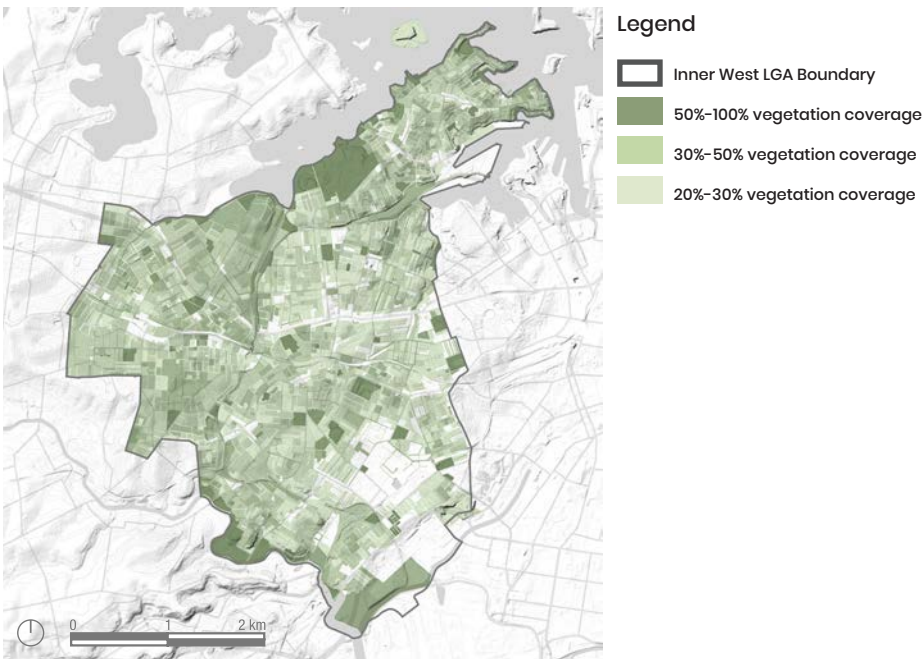 Legend
Inner West LGA Boundary
50%-100% vegetation coverage
30%-50% vegetation coverage
20%-30% vegetation coverage
0 1 2 km